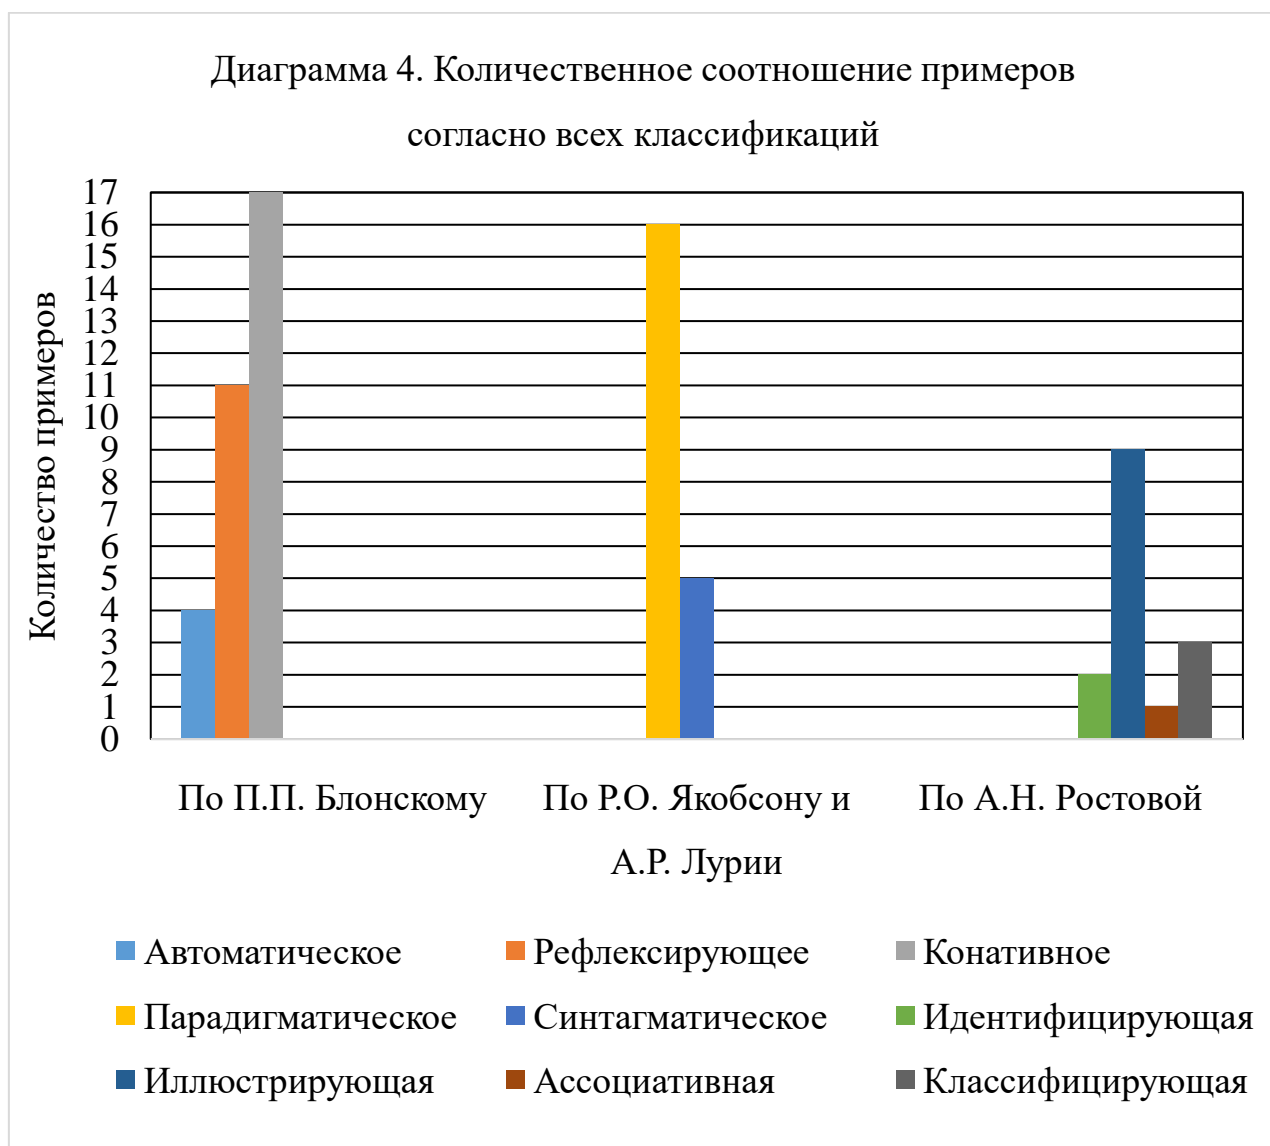 Диаграмма 4. Количественное соотношение примеров
согласно всех классификаций
Количество примеров
17
16
15
14
13
12
11
10
9
8
7
6
5
4
3
2
1
0
По П.П. Блонскому
По Р.О. Якобсону и
А.Р. Лурии
По А.Н. Ростовой
Автоматическое
Рефлексирующее
Конативное
Парадигматическое
Синтагматическое
Идентифицирующая
Иллюстрирующая
Ассоциативная
Классифицирующая